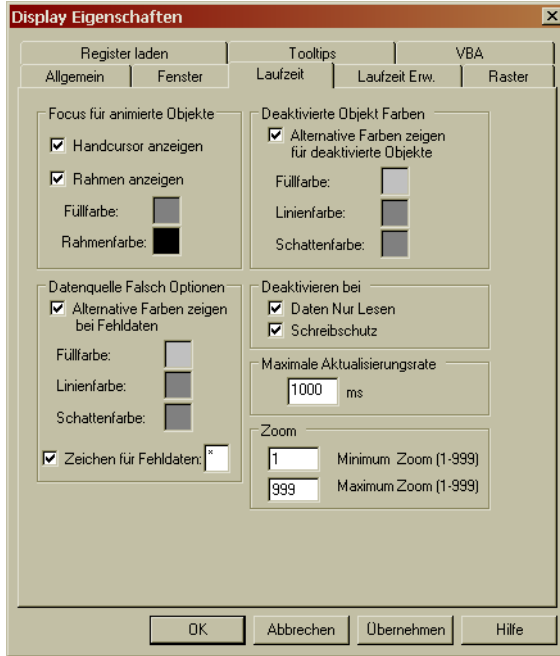 Display Eigenschaften
Register laden
Tooltips
VBA
Allgemein
Fenster
Laufzeit
Laufzeit Erw.
Raster
Focus für animierte Objekte
Handcursor anzeigen
Rahmen anzeigen
Füllfarbe:
Rahmenfarbe:
Deaktivierte Objekt Farben
Alternative Farben zeigen
für deaktivierte Objekte
Füllfarbe:
Linienfarbe:
Schattenfarbe:
Datenquelle Falsch Optionen
Alternative Farben zeigen
bei Fehldaten
Füllfarbe:
Linienfarbe:
Schattenfarbe:
Zeichen für Fehldaten: *
Deaktivieren bei
Daten Nur Lesen
Schreibschutz
Maximale Aktualisierungsrate
1000 ms
Zoom
1 Minimum Zoom (1-999)
999 Maximum Zoom (1-999)
OK
Abbrechen
Übernehmen
Hilfe